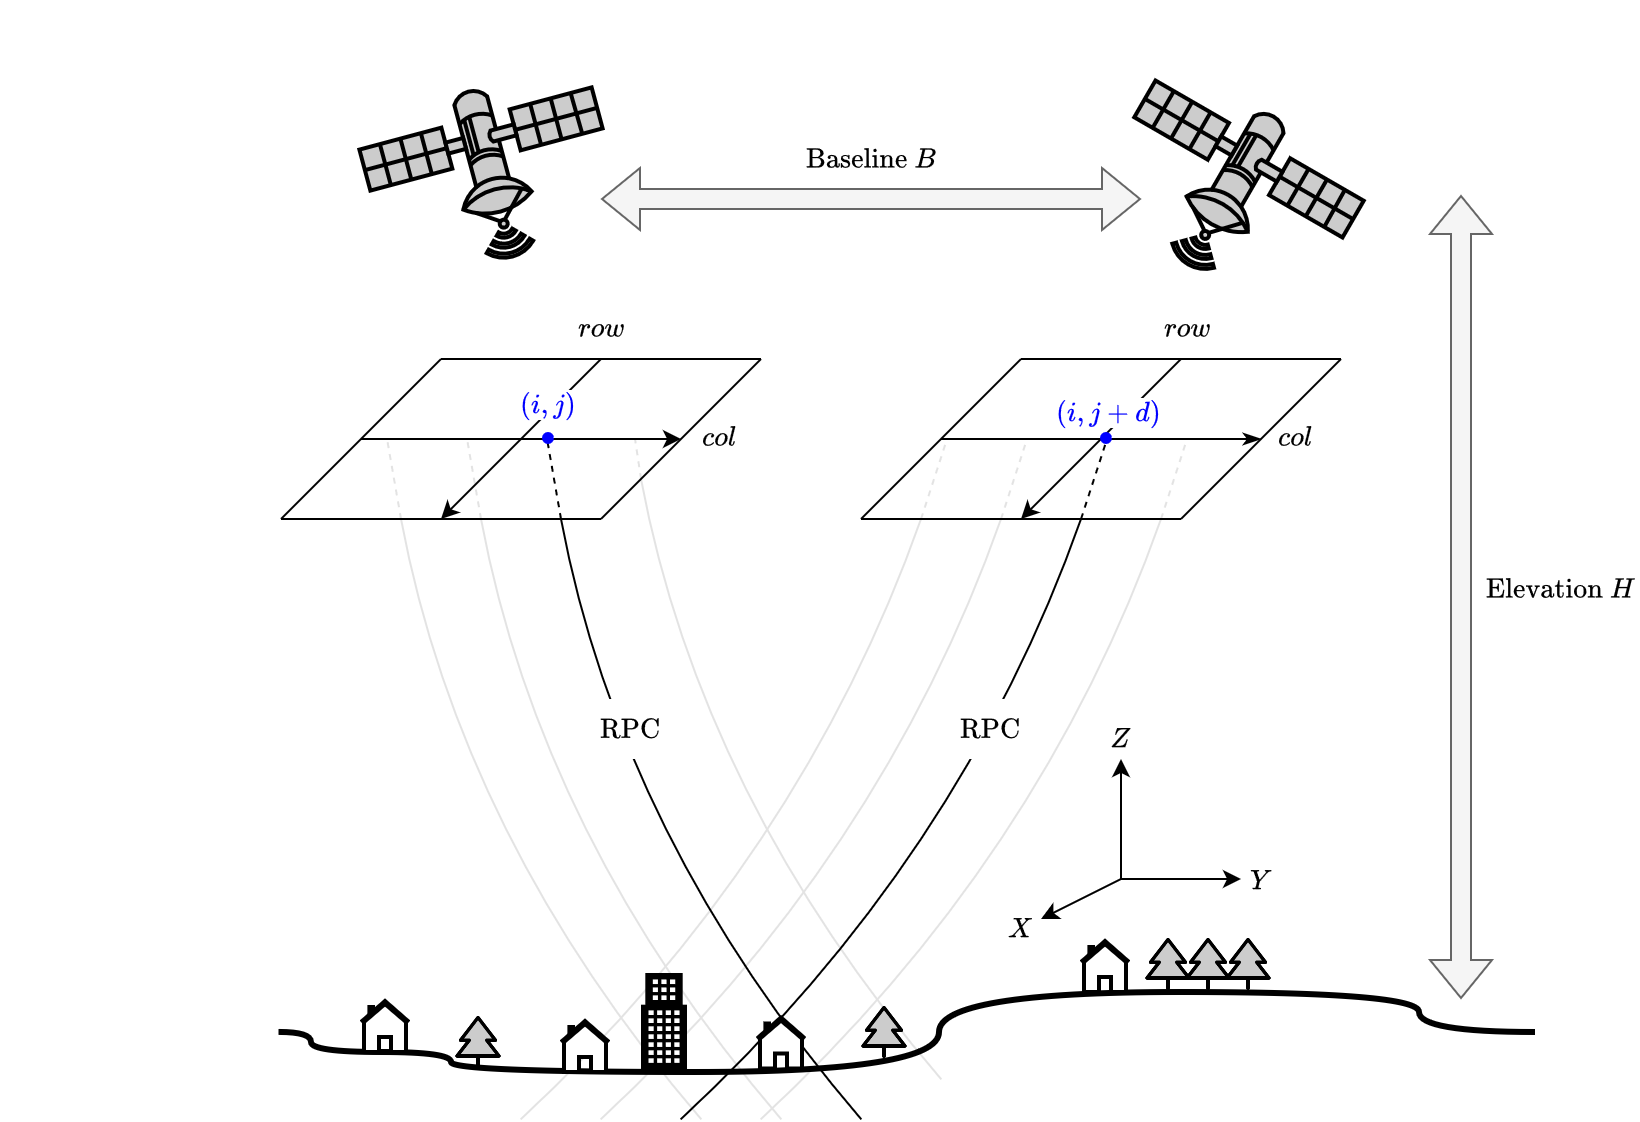 Baseline B
row
row
(i, j)
(i, j + d)
col
col
Elevation H
RPC
RPC
Z
Y
X